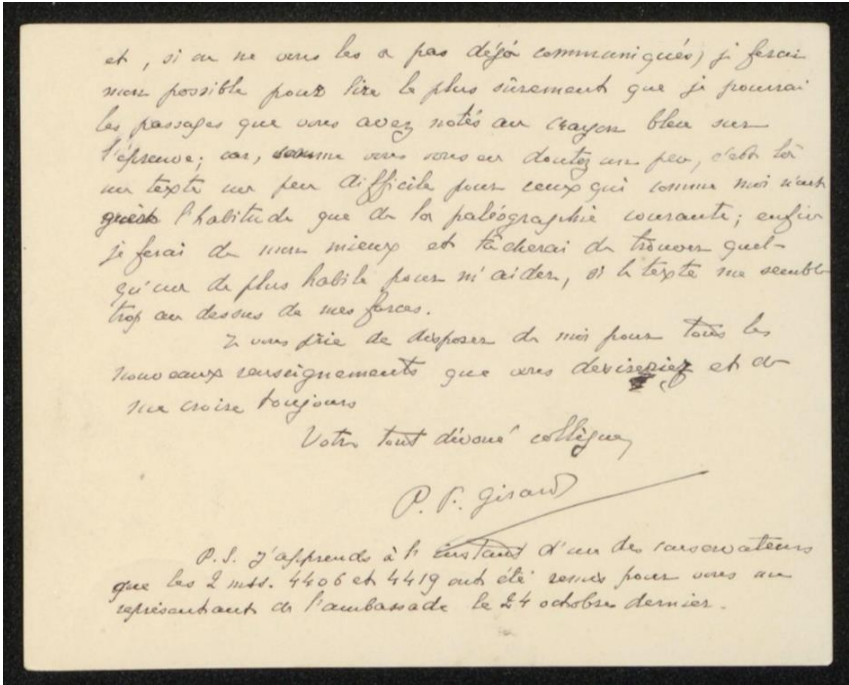 et, si on ne vous les a pas déjà communiqués, je ferai
mon possible pour lire le plus sûrement que je pourrai
les passages que vous avez notés au crayon bleu sur
l'épreuve; car, comme vous vous en doutez un peu, c'est là
un texte un peu difficile pour ceux qui comme moi n'ont
l'habitude que de la paléographie courante; enfin
je ferai de mon mieux et tâcherai de trouver quel-
qu'un de plus habile pour m'aider, si le texte me semble
trop au dessus de mes forces.
Je vous prie de disposer de moi pour tous les
nouveaux renseignements que vous desireriez et de
me croire toujours
Votre tout dévoué collègue,
P. F. Girard
P.S. J'apprends à l'instant d'un des conservateurs
que les 2 mss. 4406 et 4419 ont été remis pour vous au
représentant de l'ambassade le 24 octobre dernier.